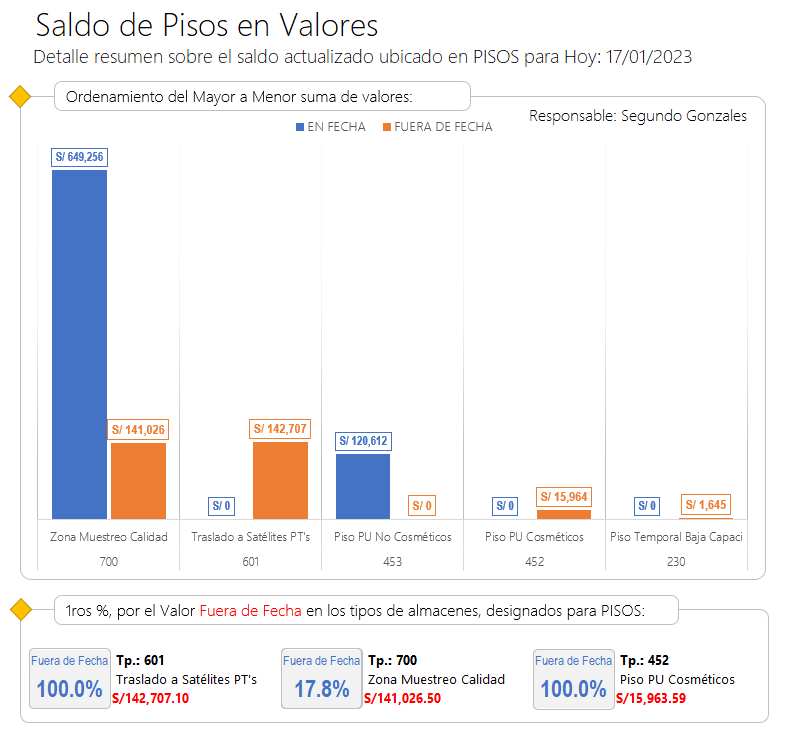 Saldo de Pisos en Valores
Detalle resumen sobre el saldo actualizado ubicado en PISOS para Hoy: 17/01/2023
Ordenamiento del Mayor a Menor suma de valores:
Responsable: Segundo Gonzales
EN FECHA FUERA DE FECHA
S/ 649,256
S/ 141,026 S/ 142,707
S/ 120,612
S/ 0 S/ 0 S/ 0 S/ 15,964 S/ 0 S/ 1,645
Zona Muestreo Calidad Traslado a Satélites PT's Piso PU No Cosméticos Piso PU Cosméticos Piso Temporal Baja Capaci
700 601 453 452 230
1ros %, por el Valor Fuera de Fecha en los tipos de almacenes, designados para PISOS:
Fuera de Fecha
100.0%
Tp.: 601
Traslado a Satélites PT's
S/142,707.10
Fuera de Fecha
17.8%
Tp.: 700
Zona Muestreo Calidad
S/141,026.50
Fuera de Fecha
100.0%
Tp.: 452
Piso PU Cosméticos
S/15,963.59